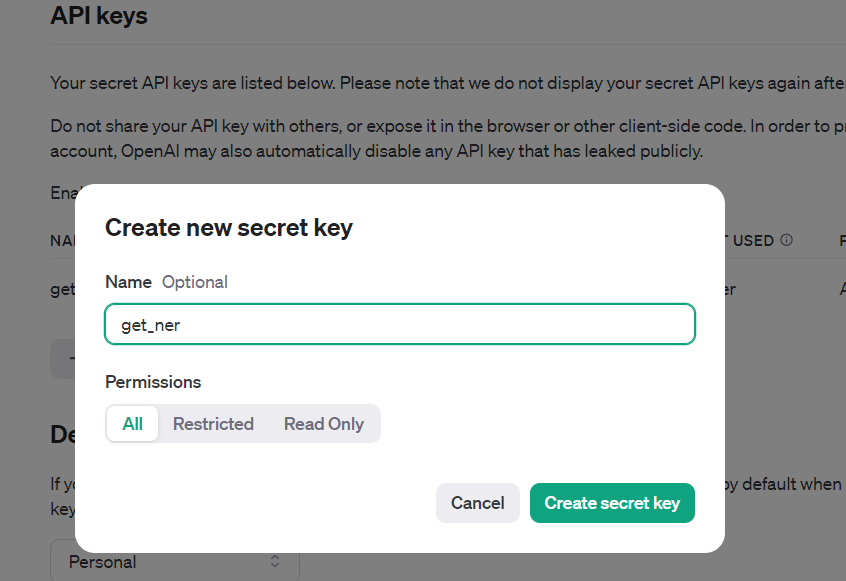 API keys
Your secret API keys are listed below. Please note that we do not display your secret API keys again afte
Do not share your API key with others, or expose it in the browser or other client-side code. In order to p
account, OpenAI may also automatically disable any API key that has leaked publicly.
Ena
NA
USED
get
er
Create new secret key
Name Optional
get_ner
Permissions
All Restricted Read Only
Cancel Create secret key
De
If yo
by default when
key
Personal